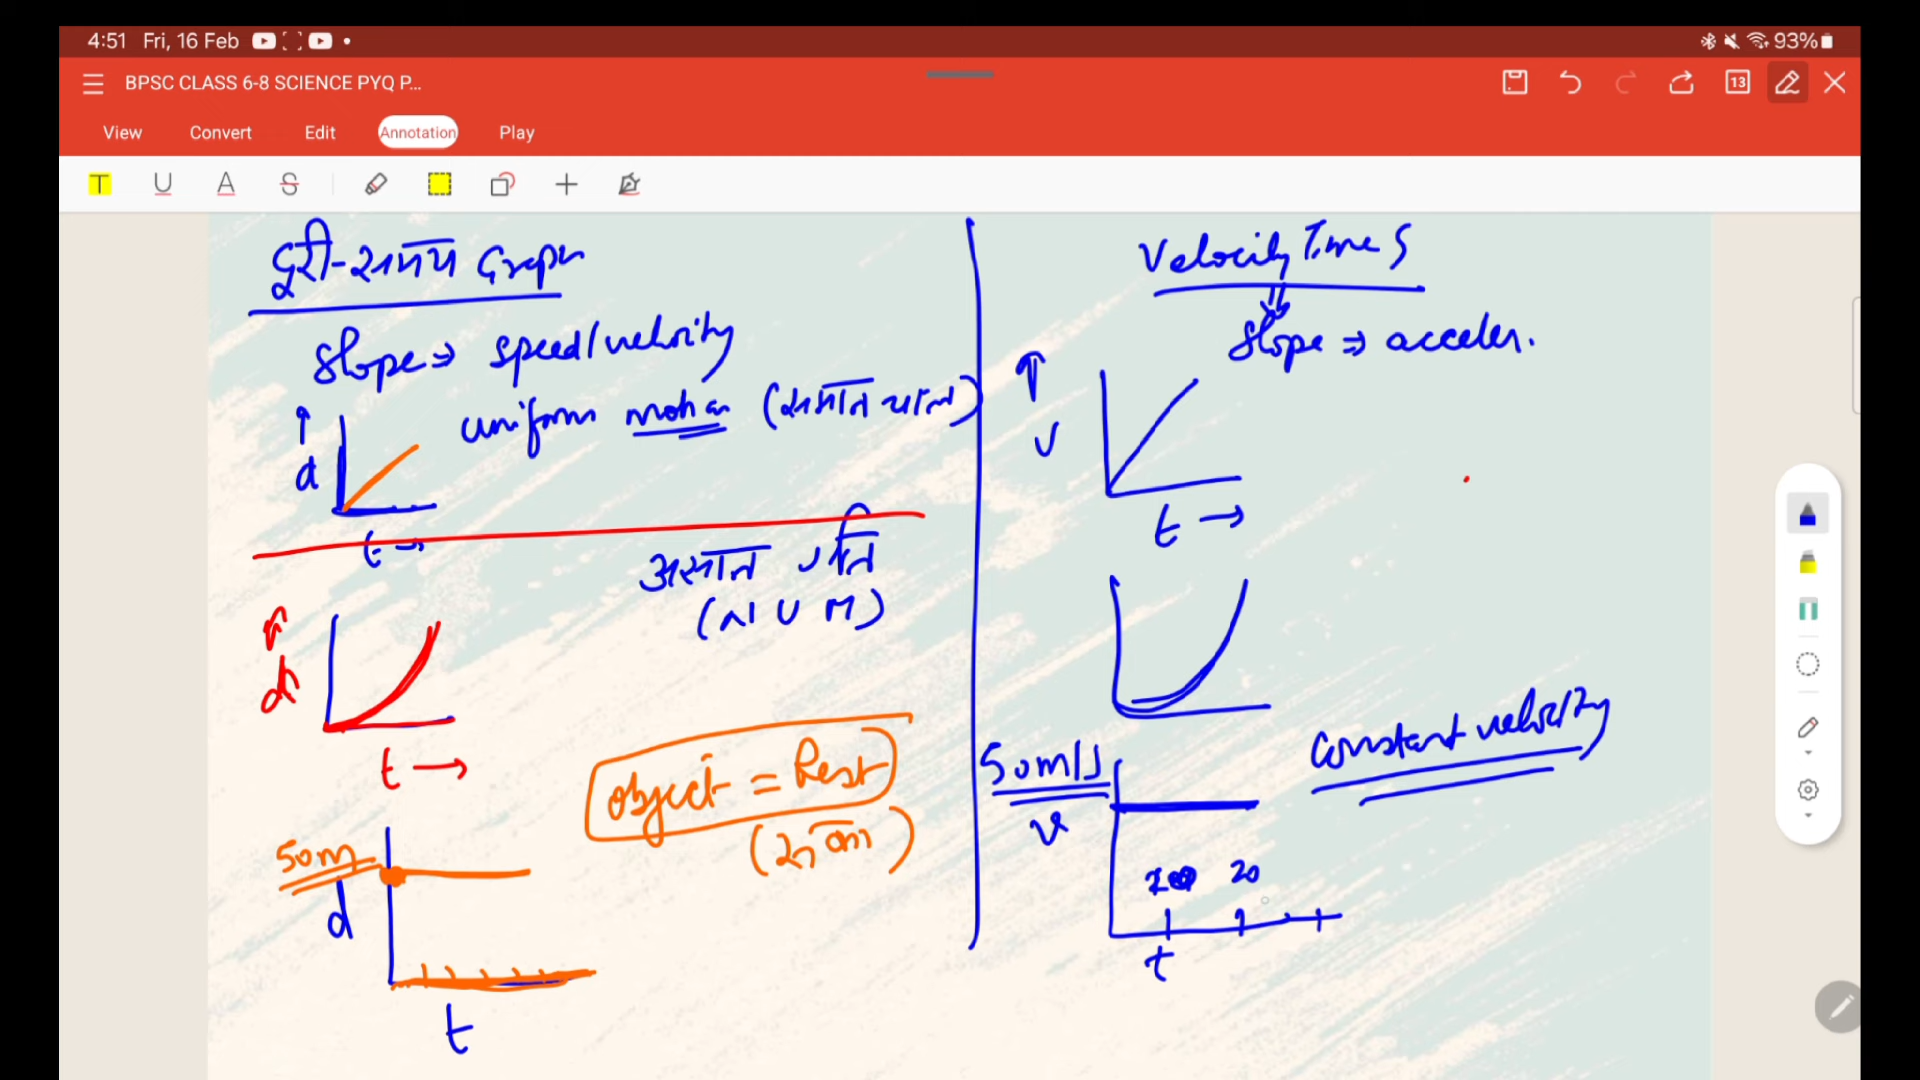 4:51 Fri, 16 Feb
93%
BPSC CLASS 6-8 SCIENCE PYQ P...
13
View Convert Edit Annotation Play
T U A S
दुरी-समय Graph
Slope ⇒ speed/velocity
uniform motion (समान चाल)
↑
d
t →
असमान गति
(N U M)
↑
d
t →
object = Rest
50m
d
t
Velocity Time
Slope ⇒ acceler.
↑
v
t →
constant velocity
50m/s
v
20
t